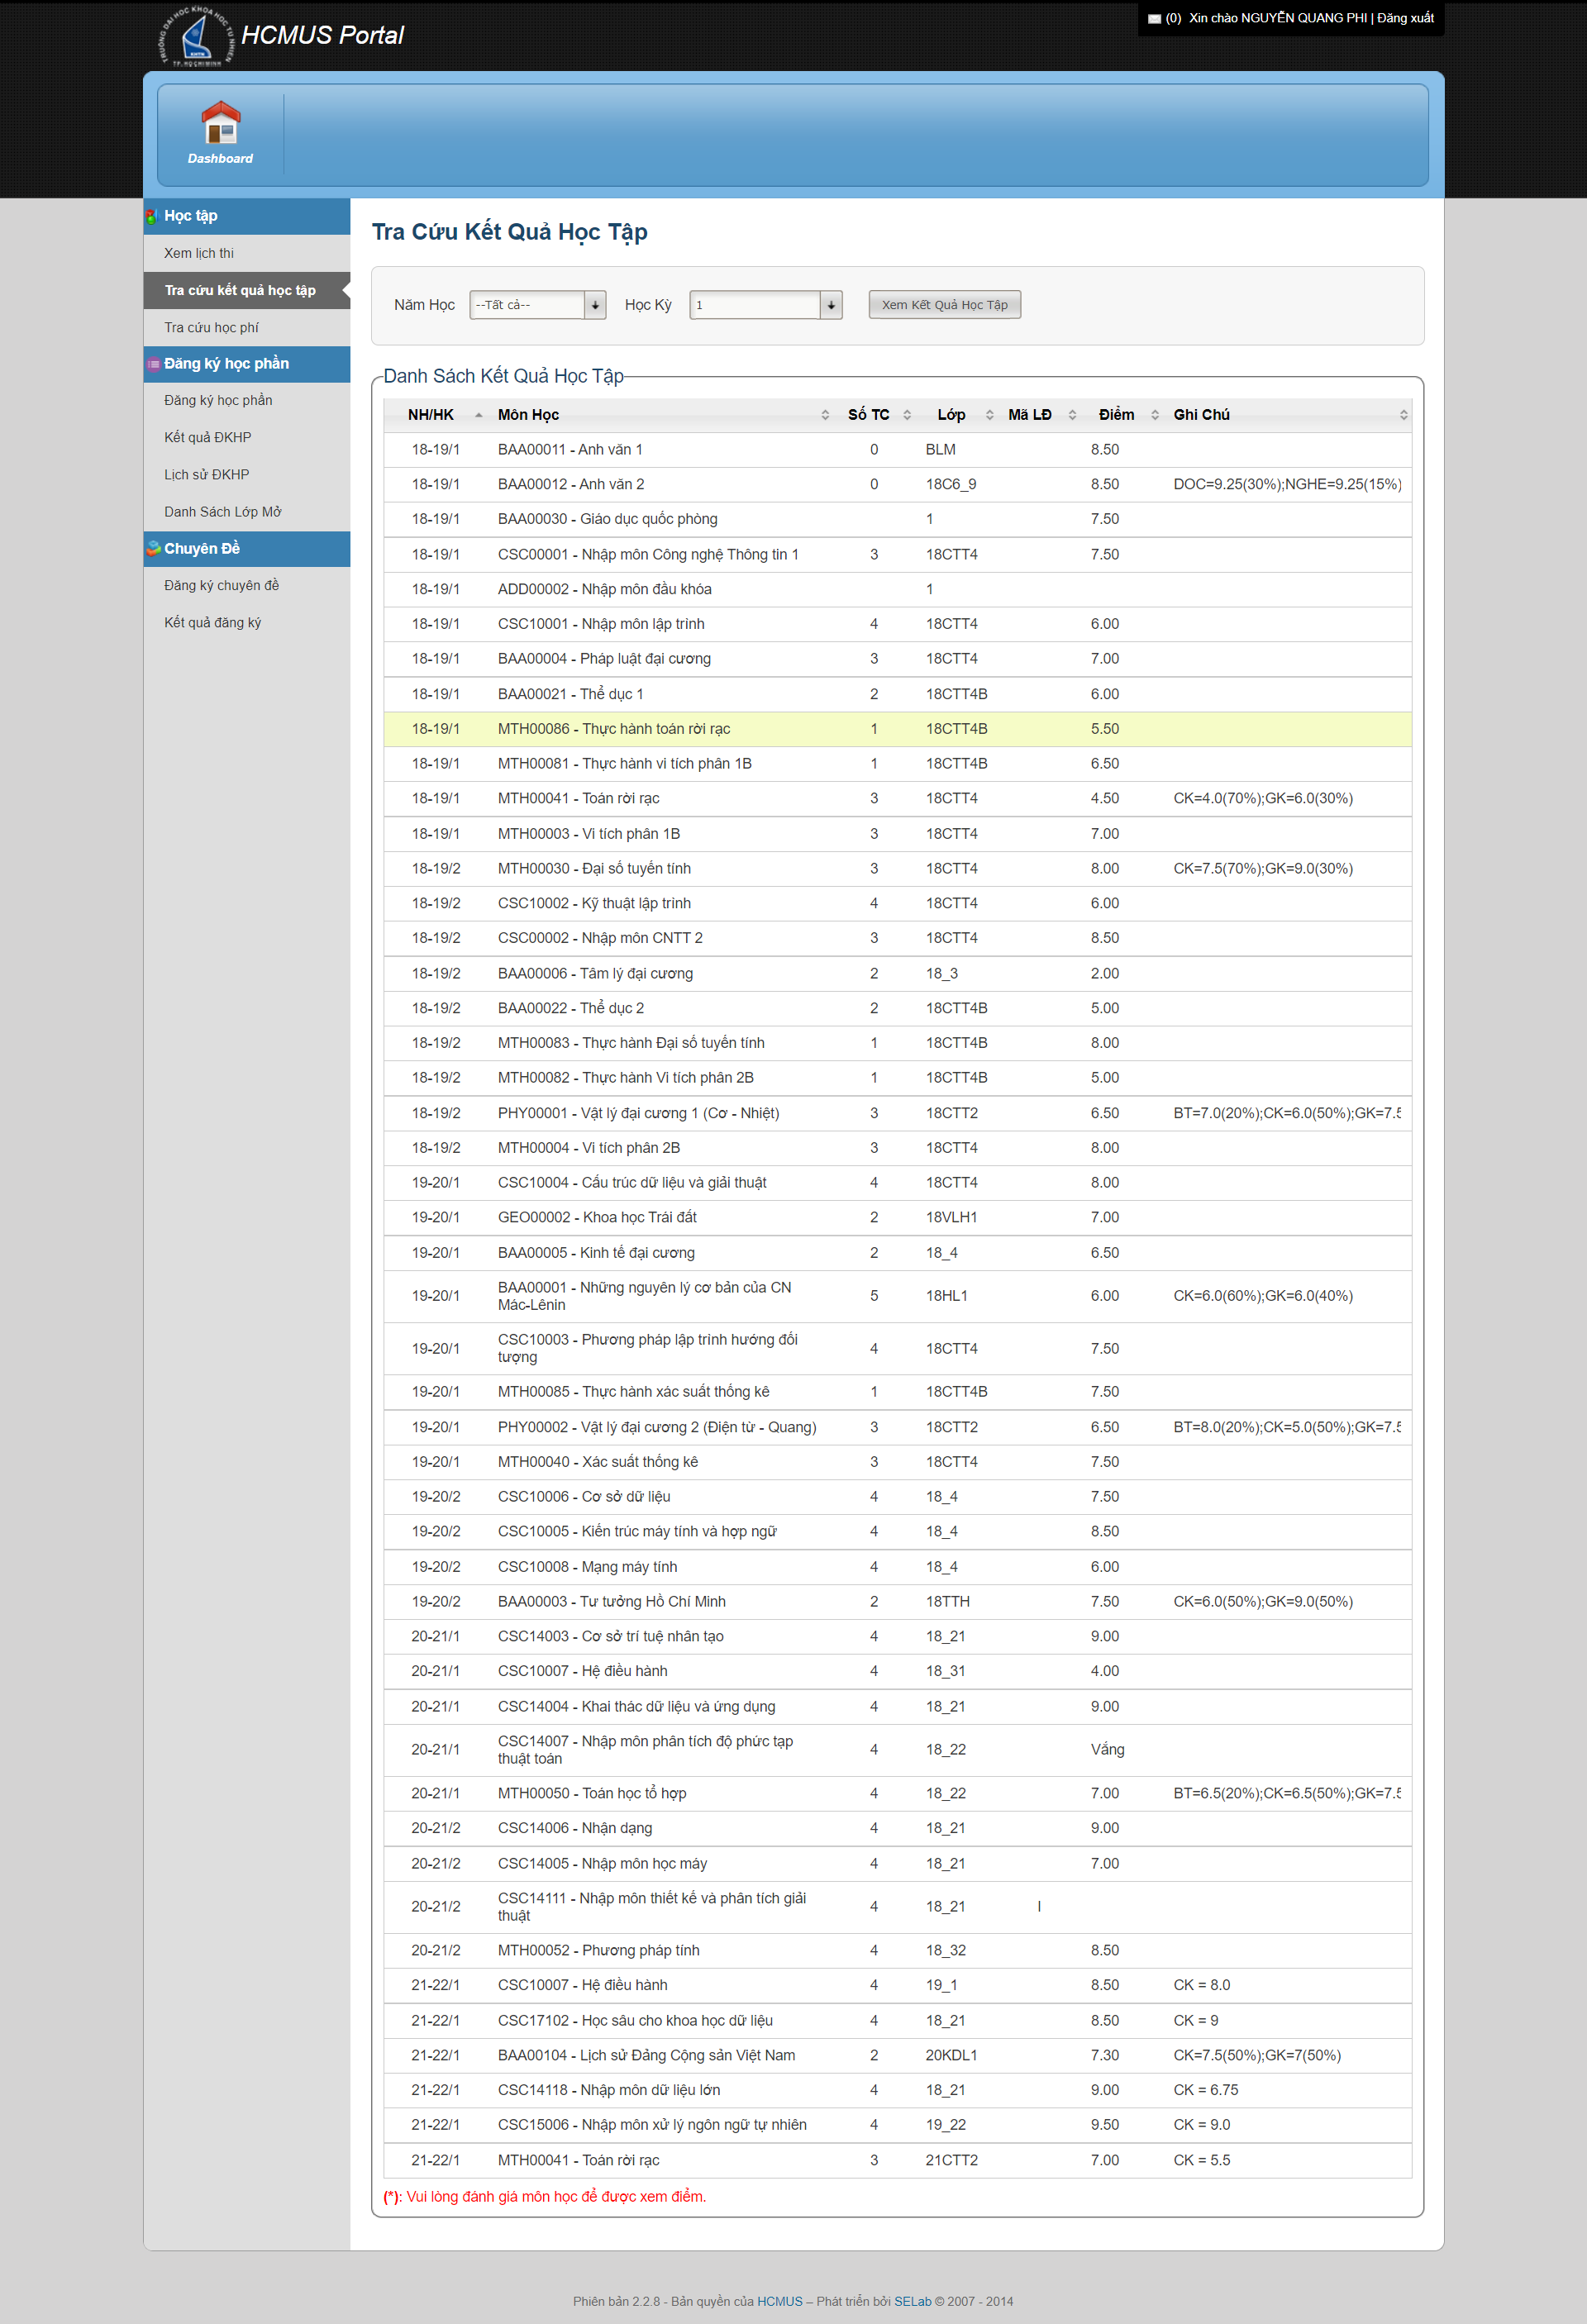 TRƯỜNG ĐẠI HỌC KHOA HỌC TỰ NHIÊN
TP. HỒ CHÍ MINH
HCMUS Portal
(0) Xin chào NGUYỄN QUANG PHI | Đăng xuất
Dashboard
Học tập
Xem lịch thi
Tra cứu kết quả học tập
Tra cứu học phí
Đăng ký học phần
Đăng ký học phần
Kết quả ĐKHP
Lịch sử ĐKHP
Danh Sách Lớp Mở
Chuyên Đề
Đăng ký chuyên đề
Kết quả đăng ký
Tra Cứu Kết Quả Học Tập
Năm Học --Tất cả-- Học Kỳ 1 Xem Kết Quả Học Tập
Danh Sách Kết Quả Học Tập
NH/HK Môn Học Số TC Lớp Mã LĐ Điểm Ghi Chú
18-19/1 BAA00011 - Anh văn 1 0 BLM 8.50
18-19/1 BAA00012 - Anh văn 2 0 18C6_9 8.50 DOC=9.25(30%);NGHE=9.25(15%)
18-19/1 BAA00030 - Giáo dục quốc phòng 1 7.50
18-19/1 CSC00001 - Nhập môn Công nghệ Thông tin 1 3 18CTT4 7.50
18-19/1 ADD00002 - Nhập môn đầu khóa 1
18-19/1 CSC10001 - Nhập môn lập trình 4 18CTT4 6.00
18-19/1 BAA00004 - Pháp luật đại cương 3 18CTT4 7.00
18-19/1 BAA00021 - Thể dục 1 2 18CTT4B 6.00
18-19/1 MTH00086 - Thực hành toán rời rạc 1 18CTT4B 5.50
18-19/1 MTH00081 - Thực hành vi tích phân 1B 1 18CTT4B 6.50
18-19/1 MTH00041 - Toán rời rạc 3 18CTT4 4.50 CK=4.0(70%);GK=6.0(30%)
18-19/1 MTH00003 - Vi tích phân 1B 3 18CTT4 7.00
18-19/2 MTH00030 - Đại số tuyến tính 3 18CTT4 8.00 CK=7.5(70%);GK=9.0(30%)
18-19/2 CSC10002 - Kỹ thuật lập trình 4 18CTT4 6.00
18-19/2 CSC00002 - Nhập môn CNTT 2 3 18CTT4 8.50
18-19/2 BAA00006 - Tâm lý đại cương 2 18_3 2.00
18-19/2 BAA00022 - Thể dục 2 2 18CTT4B 5.00
18-19/2 MTH00083 - Thực hành Đại số tuyến tính 1 18CTT4B 8.00
18-19/2 MTH00082 - Thực hành Vi tích phân 2B 1 18CTT4B 5.00
18-19/2 PHY00001 - Vật lý đại cương 1 (Cơ - Nhiệt) 3 18CTT2 6.50 BT=7.0(20%);CK=6.0(50%);GK=7.5
18-19/2 MTH00004 - Vi tích phân 2B 3 18CTT4 8.00
19-20/1 CSC10004 - Cấu trúc dữ liệu và giải thuật 4 18CTT4 8.00
19-20/1 GEO00002 - Khoa học Trái đất 2 18VLH1 7.00
19-20/1 BAA00005 - Kinh tế đại cương 2 18_4 6.50
19-20/1 BAA00001 - Những nguyên lý cơ bản của CN
Mác-Lênin 5 18HL1 6.00 CK=6.0(60%);GK=6.0(40%)
19-20/1 CSC10003 - Phương pháp lập trình hướng đối
tượng 4 18CTT4 7.50
19-20/1 MTH00085 - Thực hành xác suất thống kê 1 18CTT4B 7.50
19-20/1 PHY00002 - Vật lý đại cương 2 (Điện từ - Quang) 3 18CTT2 6.50 BT=8.0(20%);CK=5.0(50%);GK=7.5
19-20/1 MTH00040 - Xác suất thống kê 3 18CTT4 7.50
19-20/2 CSC10006 - Cơ sở dữ liệu 4 18_4 7.50
19-20/2 CSC10005 - Kiến trúc máy tính và hợp ngữ 4 18_4 8.50
19-20/2 CSC10008 - Mạng máy tính 4 18_4 6.00
19-20/2 BAA00003 - Tư tưởng Hồ Chí Minh 2 18TTH 7.50 CK=6.0(50%);GK=9.0(50%)
20-21/1 CSC14003 - Cơ sở trí tuệ nhân tạo 4 18_21 9.00
20-21/1 CSC10007 - Hệ điều hành 4 18_31 4.00
20-21/1 CSC14004 - Khai thác dữ liệu và ứng dụng 4 18_21 9.00
20-21/1 CSC14007 - Nhập môn phân tích độ phức tạp
thuật toán 4 18_22 Vắng
20-21/1 MTH00050 - Toán học tổ hợp 4 18_22 7.00 BT=6.5(20%);CK=6.5(50%);GK=7.5
20-21/2 CSC14006 - Nhận dạng 4 18_21 9.00
20-21/2 CSC14005 - Nhập môn học máy 4 18_21 7.00
20-21/2 CSC14111 - Nhập môn thiết kế và phân tích giải
thuật 4 18_21 I
20-21/2 MTH00052 - Phương pháp tính 4 18_32 8.50
21-22/1 CSC10007 - Hệ điều hành 4 19_1 8.50 CK = 8.0
21-22/1 CSC17102 - Học sâu cho khoa học dữ liệu 4 18_21 8.50 CK = 9
21-22/1 BAA00104 - Lịch sử Đảng Cộng sản Việt Nam 2 20KDL1 7.30 CK=7.5(50%);GK=7(50%)
21-22/1 CSC14118 - Nhập môn dữ liệu lớn 4 18_21 9.00 CK = 6.75
21-22/1 CSC15006 - Nhập môn xử lý ngôn ngữ tự nhiên 4 19_22 9.50 CK = 9.0
21-22/1 MTH00041 - Toán rời rạc 3 21CTT2 7.00 CK = 5.5
(*): Vui lòng đánh giá môn học để được xem điểm.
Phiên bản 2.2.8 - Bản quyền của HCMUS – Phát triển bởi SELab © 2007 - 2014